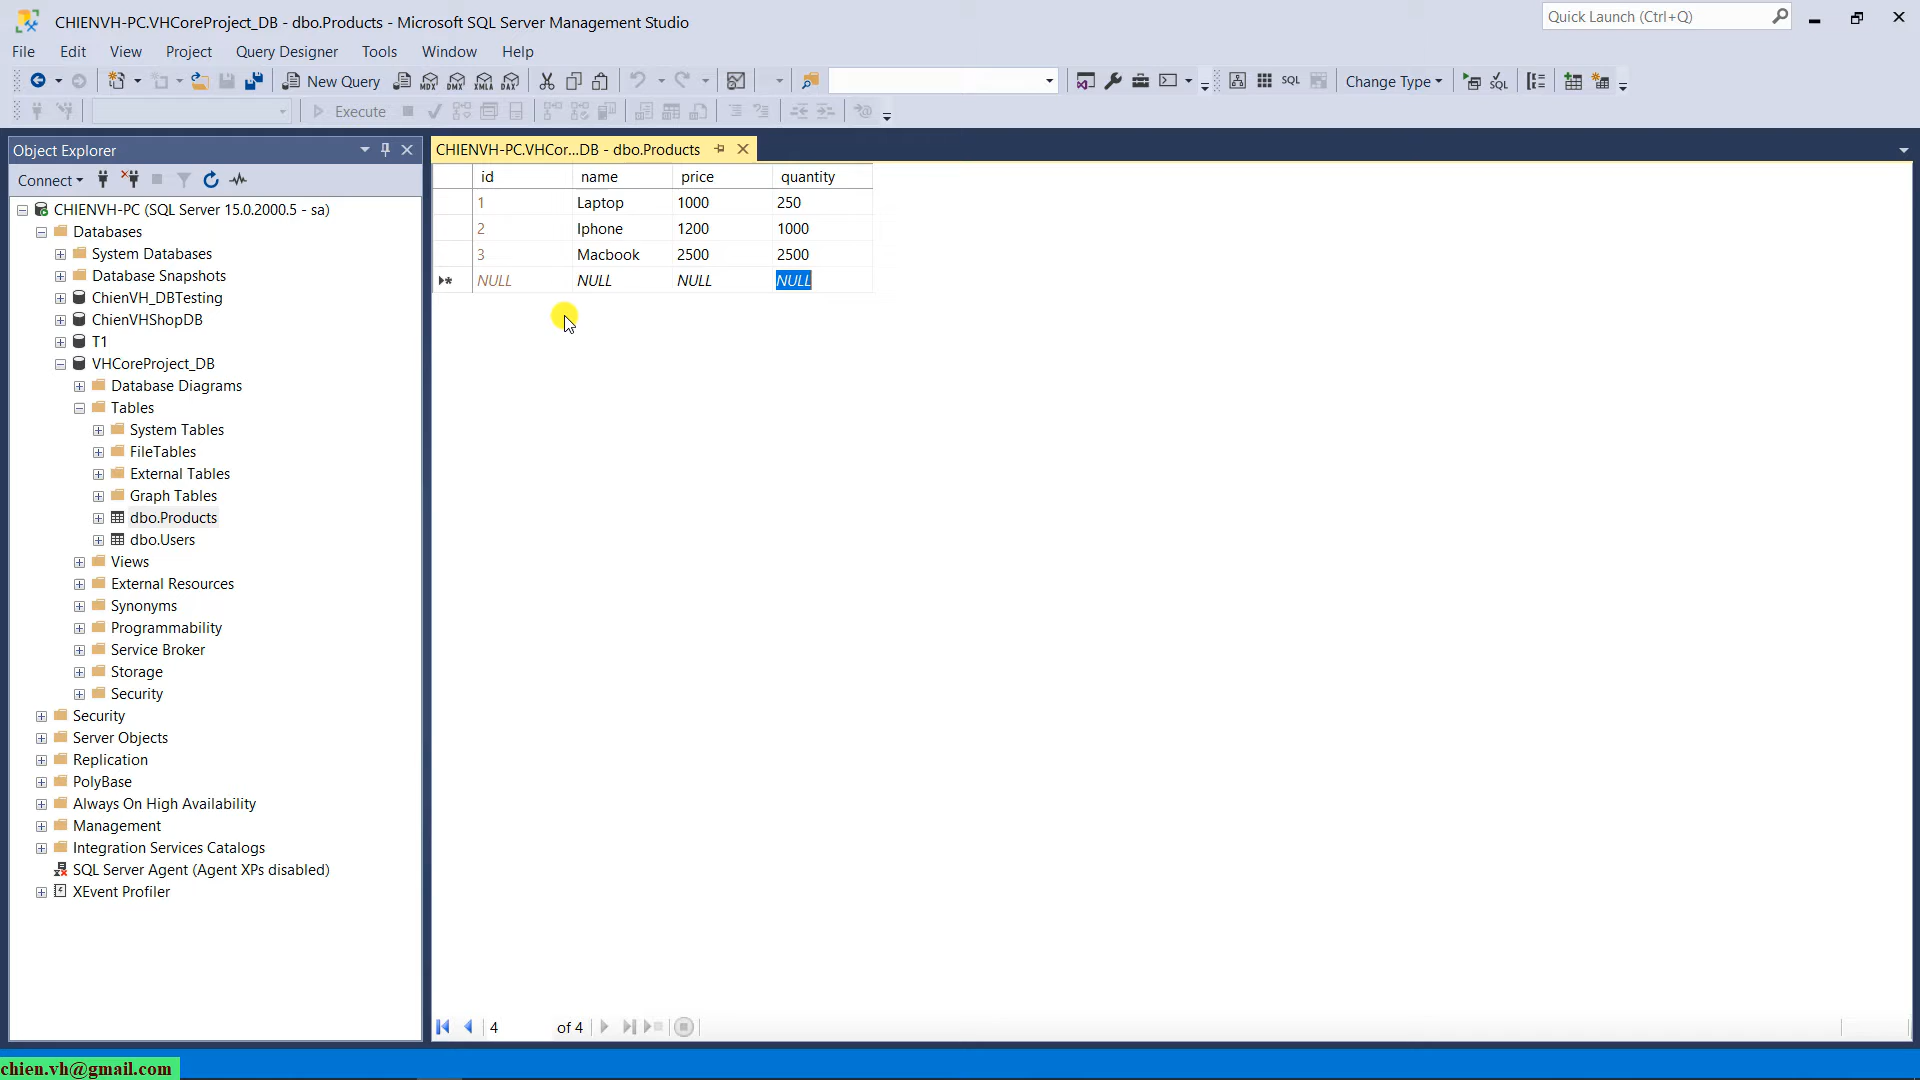 CHIENVH-PC.VHCoreProject_DB - dbo.Products - Microsoft SQL Server Management Studio
Quick Launch (Ctrl+Q)
File Edit View Project Query Designer Tools Window Help
New Query MDX DMX XMLA DAX SQL Change Type SQL
Execute
Object Explorer
Connect
CHIENVH-PC (SQL Server 15.0.2000.5 - sa)
Databases
System Databases
Database Snapshots
ChienVH_DBTesting
ChienVHShopDB
T1
VHCoreProject_DB
Database Diagrams
Tables
System Tables
FileTables
External Tables
Graph Tables
dbo.Products
dbo.Users
Views
External Resources
Synonyms
Programmability
Service Broker
Storage
Security
Security
Server Objects
Replication
PolyBase
Always On High Availability
Management
Integration Services Catalogs
SQL Server Agent (Agent XPs disabled)
XEvent Profiler
CHIENVH-PC.VHCor...DB - dbo.Products
id name price quantity
1 Laptop 1000 250
2 Iphone 1200 1000
3 Macbook 2500 2500
NULL NULL NULL NULL
4 of 4
chien.vh@gmail.com